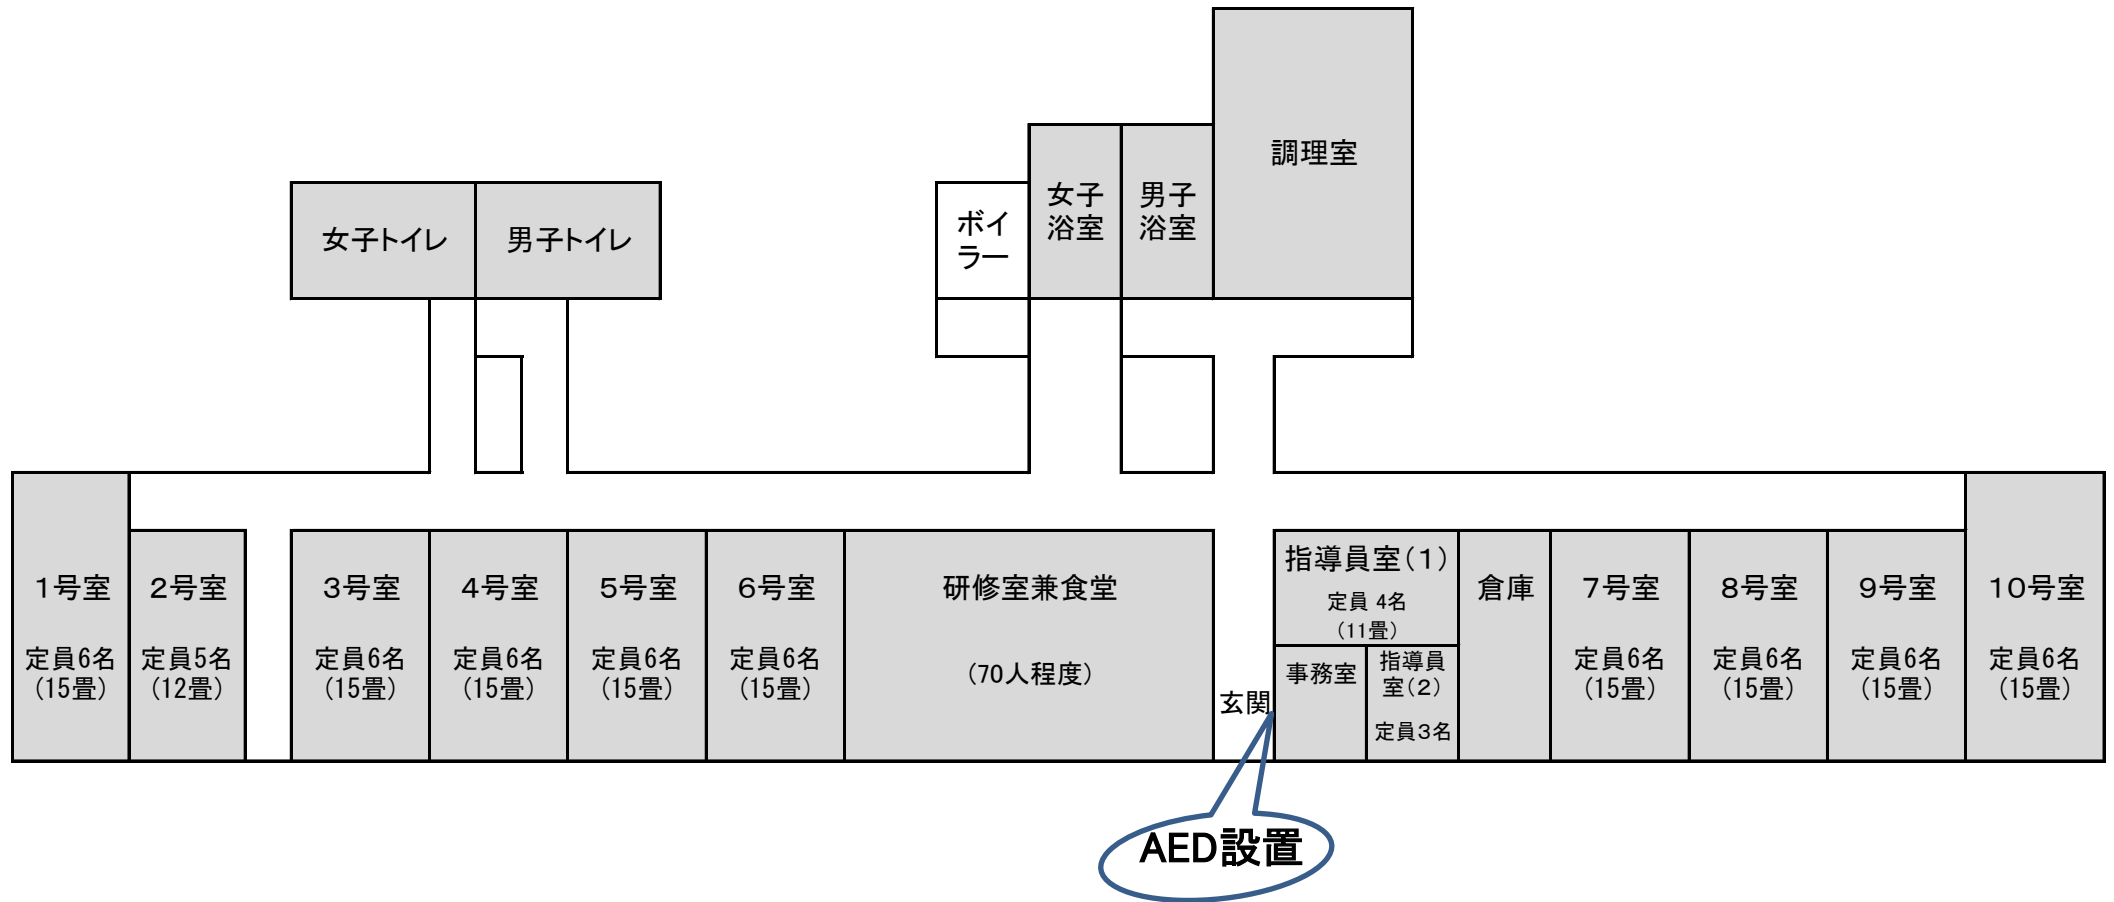 調理室
女子
浴室
男子
浴室
ボイ
ラー
女子トイレ
男子トイレ
1号室
定員6名
(15畳)
2号室
定員5名
(12畳)
3号室
定員6名
(15畳)
4号室
定員6名
(15畳)
5号室
定員6名
(15畳)
6号室
定員6名
(15畳)
研修室兼食堂
(70人程度)
玄関
指導員室(1)
定員 4名
(11畳)
事務室
指導員
室(2)
定員3名
倉庫
7号室
定員6名
(15畳)
8号室
定員6名
(15畳)
9号室
定員6名
(15畳)
10号室
定員6名
(15畳)
AED設置